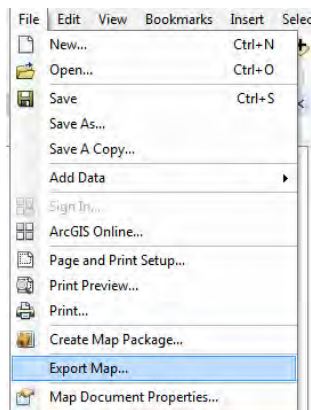 File Edit View Bookmarks Insert Selec
New... Ctrl+N
Open... Ctrl+O
Save Ctrl+S
Save As...
Save A Copy...
Add Data
Sign In...
ArcGIS Online...
Page and Print Setup...
Print Preview...
Print...
Create Map Package...
Export Map...
Map Document Properties...